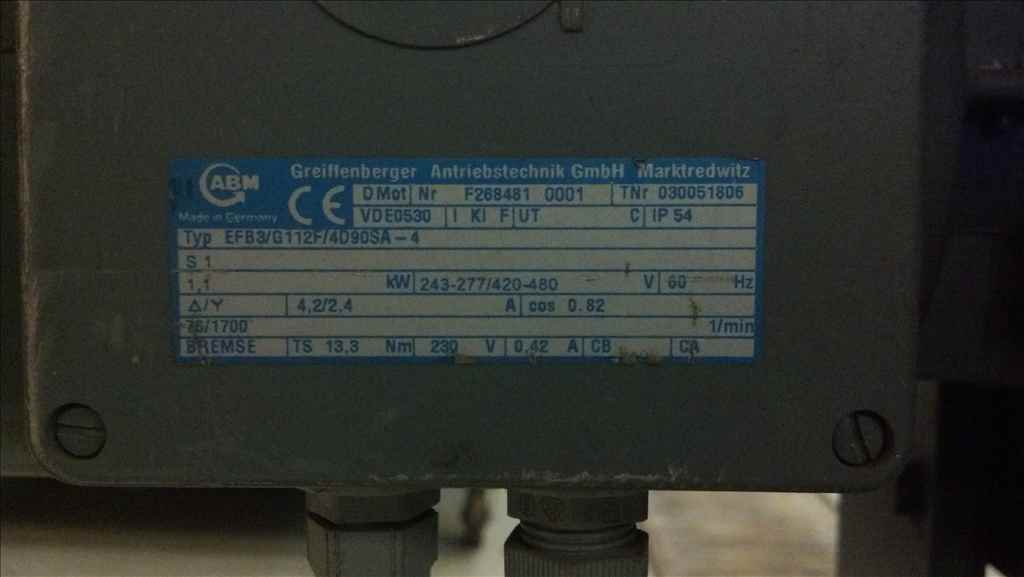 Greiffenberger Antriebstechnik GmbH Marktredwitz
ABM
Made in Germany
CE
D Mot Nr F268481 0001 TNr 030051806
VDE0530 I Kl F UT C IP 54
Typ EFB3/G112F/4D90SA-4
S 1
1,1 kW 243-277/420-480 V 60 Hz
△/Y 4,2/2,4 A cos 0.82
76/1700 1/min
BREMSE TS 13,3 Nm 230 V 0,42 A CB CA